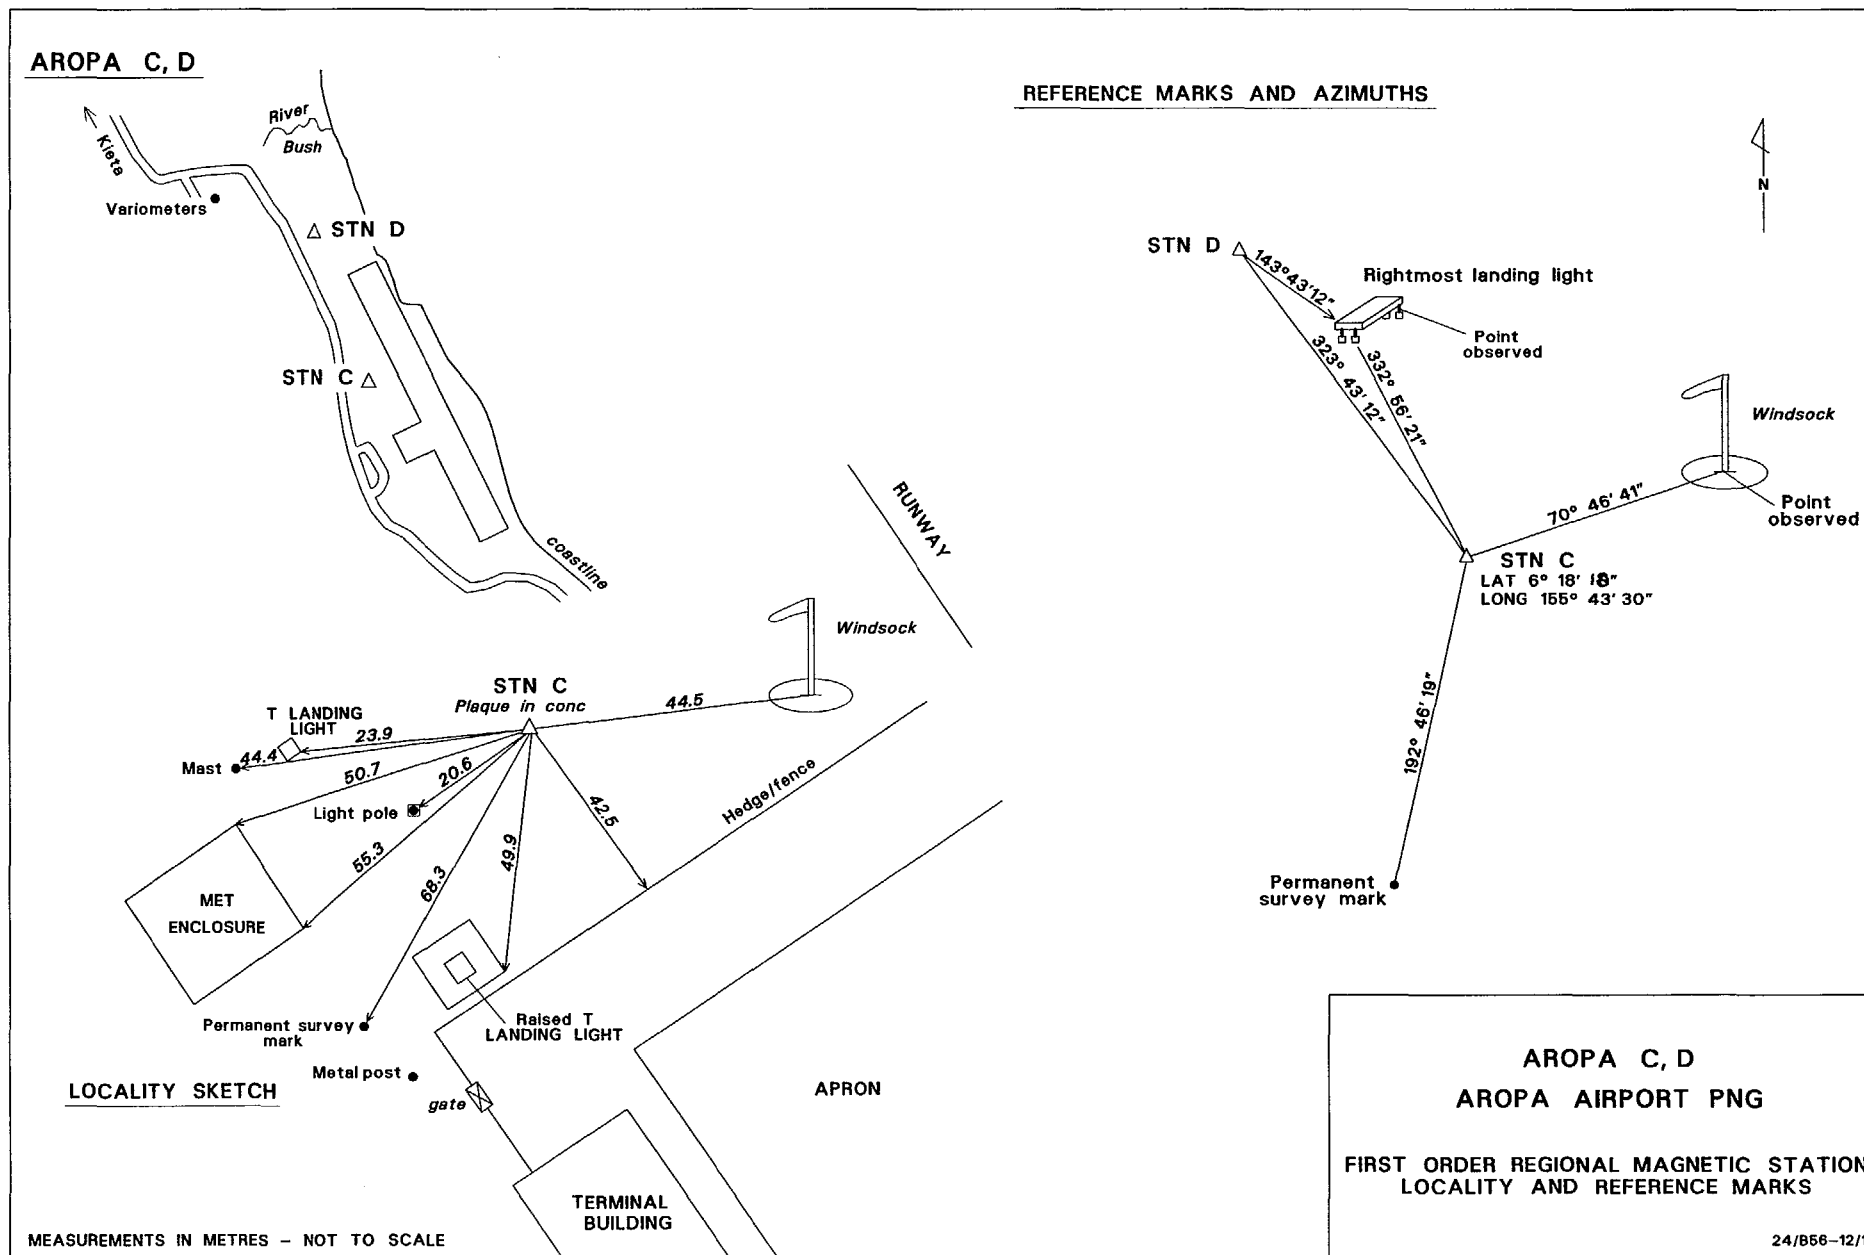 AROPA C, D
Kieta
River
Bush
Variometers
STN D
STN C
coastline
RUNWAY
Windsock
STN C
Plaque in conc
44.5
T LANDING
LIGHT
23.9
Mast
44.4
50.7
20.6
Light pole
42.5
Hedge/fence
55.3
68.3
49.9
MET
ENCLOSURE
Permanent survey
mark
Raised T
LANDING LIGHT
Metal post
gate
LOCALITY SKETCH
APRON
TERMINAL
BUILDING
MEASUREMENTS IN METRES – NOT TO SCALE
REFERENCE MARKS AND AZIMUTHS
N
STN D
143°43'12"
Rightmost landing light
Point
observed
323° 43' 12"
332° 56' 21"
Windsock
70° 46' 41"
Point
observed
STN C
LAT 6° 18' 18"
LONG 155° 43' 30"
192° 46' 19"
Permanent
survey mark
AROPA C, D
AROPA AIRPORT PNG
FIRST ORDER REGIONAL MAGNETIC STATION
LOCALITY AND REFERENCE MARKS
24/B56–12/1